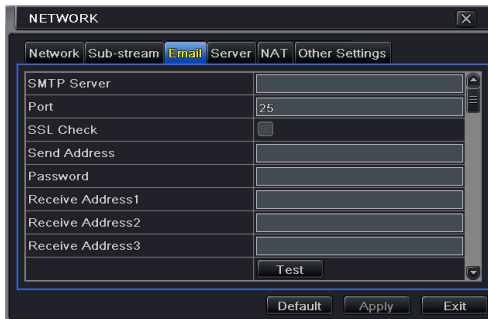 NETWORK
Network Sub-stream Email Server NAT Other Settings
SMTP Server
Port 25
SSL Check
Send Address
Password
Receive Address1
Receive Address2
Receive Address3
Test
Default Apply Exit